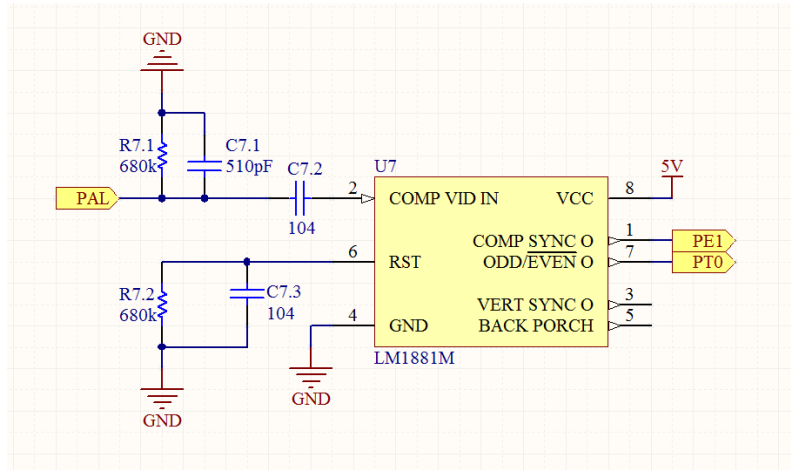 GND
R7.1
680k
C7.1
510pF
C7.2
104
PAL
U7
5V
2
COMP VID IN
VCC
8
COMP SYNC O
1
PE1
6
RST
ODD/EVEN O
7
PT0
R7.2
680k
C7.3
104
VERT SYNC O
3
4
GND
BACK PORCH
5
LM1881M
GND
GND